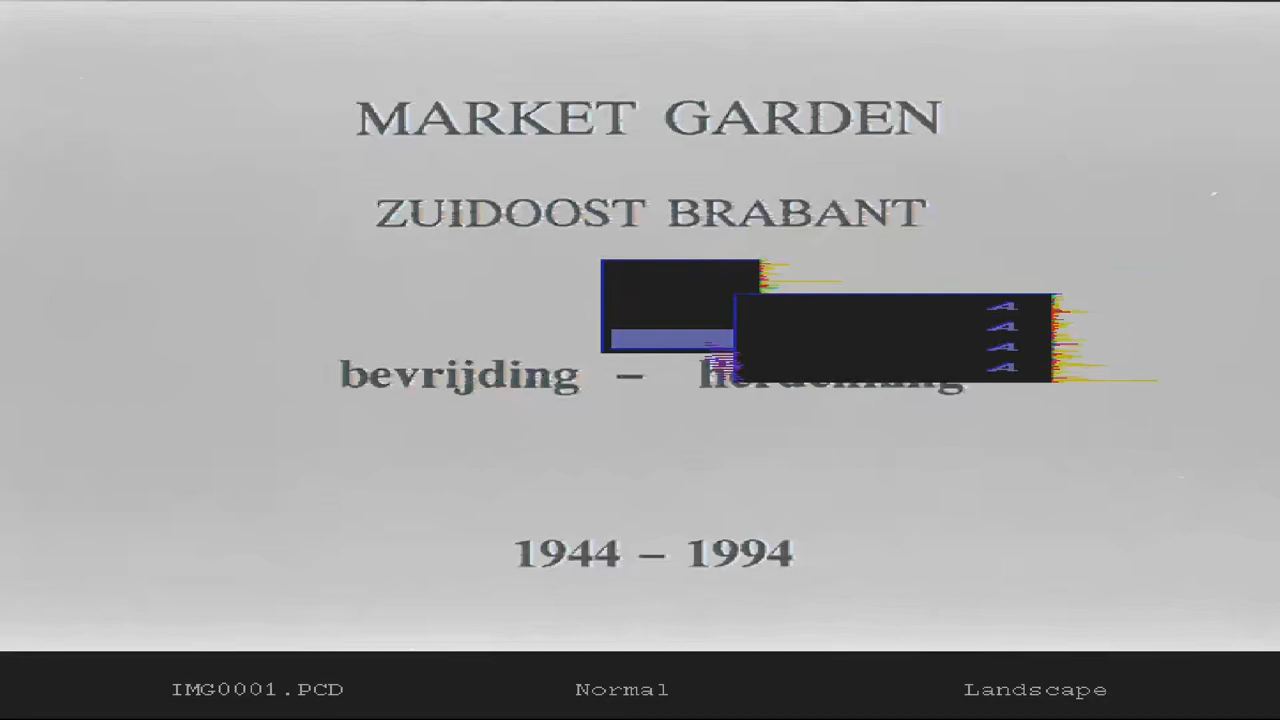 MARKET GARDEN
ZUIDOOST BRABANT
bevrijding –
1944 – 1994
IMG0001.PCD Normal Landscape